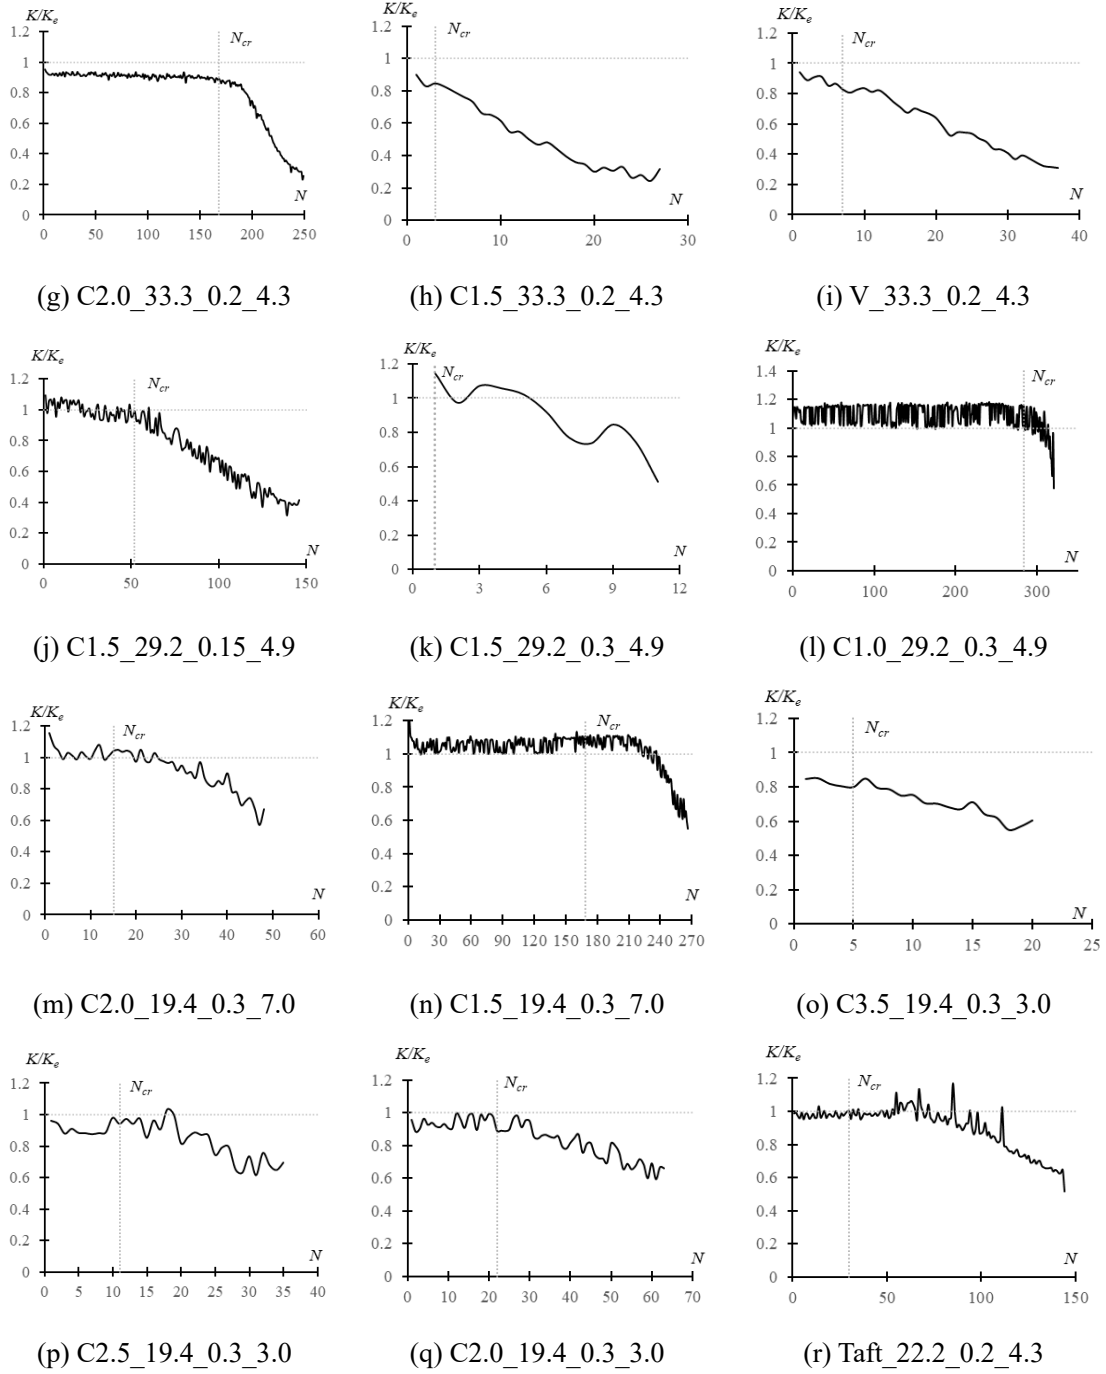 K/Ke
1.2
1
0.8
0.6
0.4
0.2
0
Ncr
N
0 50 100 150 200 250
(g) C2.0_33.3_0.2_4.3
K/Ke
1.2
1
0.8
0.6
0.4
0.2
0
Ncr
N
0 10 20 30
(h) C1.5_33.3_0.2_4.3
K/Ke
1.2
1
0.8
0.6
0.4
0.2
0
Ncr
N
0 10 20 30 40
(i) V_33.3_0.2_4.3
K/Ke
1.2
1
0.8
0.6
0.4
0.2
0
Ncr
N
0 50 100 150
(j) C1.5_29.2_0.15_4.9
K/Ke
1.2
1
0.8
0.6
0.4
0.2
0
Ncr
N
0 3 6 9 12
(k) C1.5_29.2_0.3_4.9
K/Ke
1.4
1.2
1
0.8
0.6
0.4
0.2
0
Ncr
N
0 100 200 300
(l) C1.0_29.2_0.3_4.9
K/Ke
1.2
1
0.8
0.6
0.4
0.2
0
Ncr
N
0 10 20 30 40 50 60
(m) C2.0_19.4_0.3_7.0
K/Ke
1.2
1
0.8
0.6
0.4
0.2
0
Ncr
N
0 30 60 90 120 150 180 210 240 270
(n) C1.5_19.4_0.3_7.0
K/Ke
1.2
1
0.8
0.6
0.4
0.2
0
Ncr
N
0 5 10 15 20 25
(o) C3.5_19.4_0.3_3.0
K/Ke
1.2
1
0.8
0.6
0.4
0.2
0
Ncr
N
0 5 10 15 20 25 30 35 40
(p) C2.5_19.4_0.3_3.0
K/Ke
1.2
1
0.8
0.6
0.4
0.2
0
Ncr
N
0 10 20 30 40 50 60 70
(q) C2.0_19.4_0.3_3.0
K/Ke
1.2
1
0.8
0.6
0.4
0.2
0
Ncr
N
0 50 100 150
(r) Taft_22.2_0.2_4.3